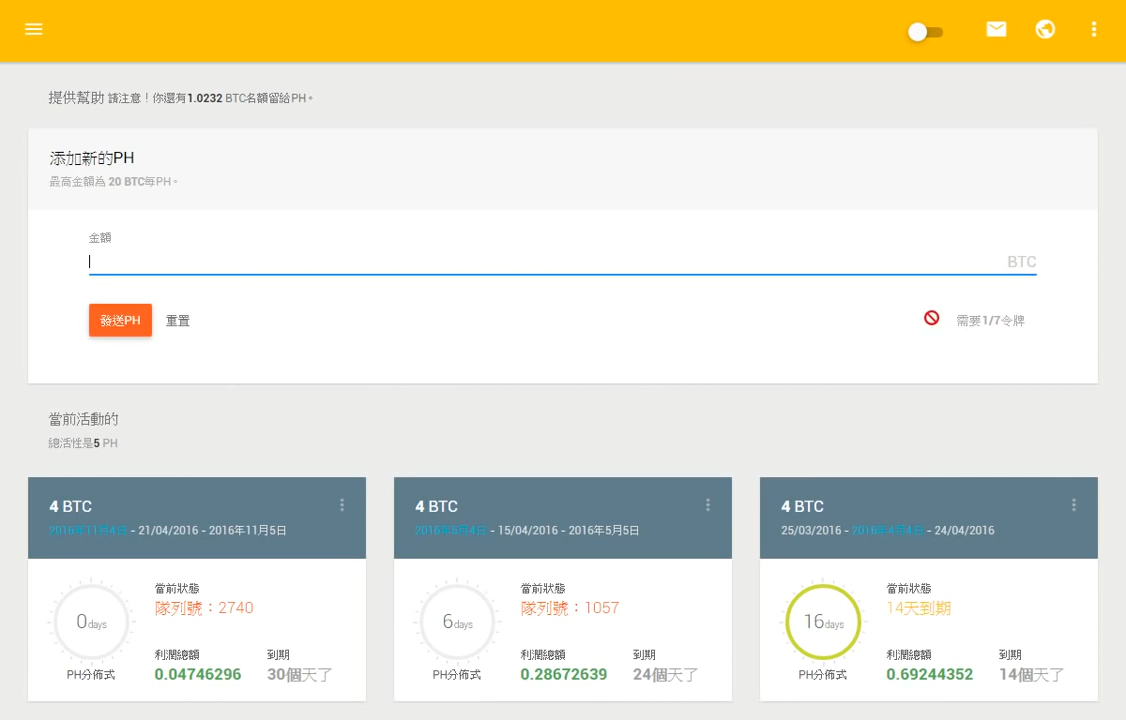 提供幫助 請注意！你還有1.0232 BTC名額留給PH。
添加新的PH
最高金額為 20 BTC每PH。
金額
BTC
發送PH
重置
需要1/7令牌
當前活動的
總活性是5 PH
4 BTC
2016年11月4日 - 21/04/2016 - 2016年11月5日
0days
PH分佈式
當前狀態
隊列號：2740
利潤總額
0.04746296
到期
30個天了
4 BTC
2016年5月4日 - 15/04/2016 - 2016年5月5日
6days
PH分佈式
當前狀態
隊列號：1057
利潤總額
0.28672639
到期
24個天了
4 BTC
25/03/2016 - 2016年4月4日 - 24/04/2016
16days
PH分佈式
當前狀態
14天到期
利潤總額
0.69244352
到期
14個天了